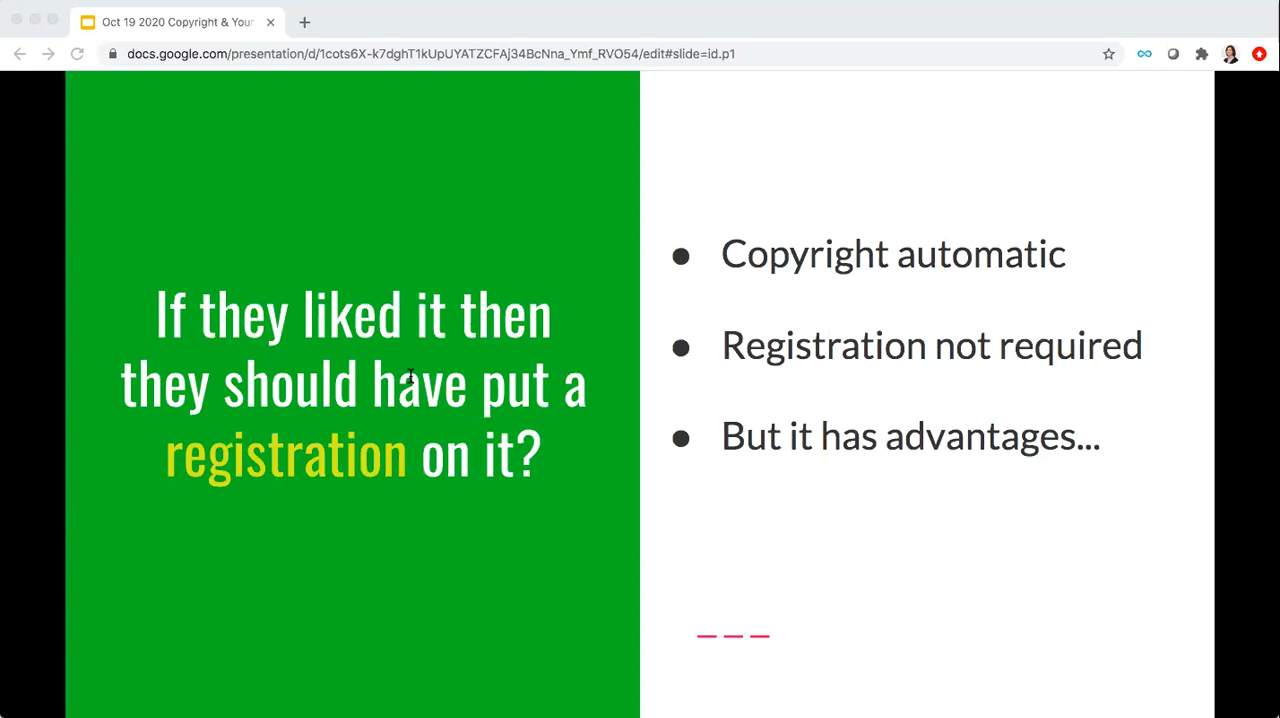 Oct 19 2020 Copyright & Your
docs.google.com/presentation/d/1cots6X-k7dghT1kUpUYATZCFAj34BcNna_Ymf_RVO54/edit#slide=id.p1
If they liked it then
they should have put a
registration on it?
● Copyright automatic
● Registration not required
● But it has advantages...